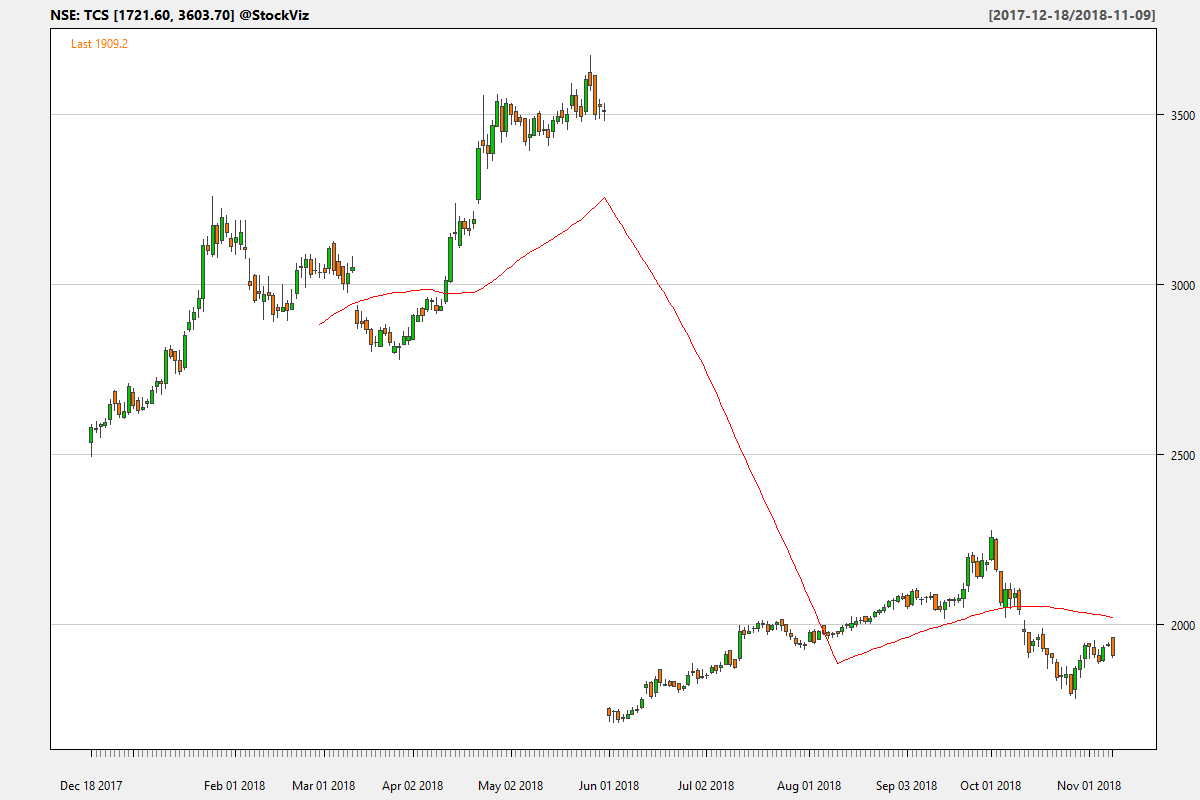 NSE: TCS [1721.60, 3603.70] @StockViz
[2017-12-18/2018-11-09]
Last 1909.2
3500
3000
2500
2000
Dec 18 2017
Feb 01 2018
Mar 01 2018
Apr 02 2018
May 02 2018
Jun 01 2018
Jul 02 2018
Aug 01 2018
Sep 03 2018
Oct 01 2018
Nov 01 2018